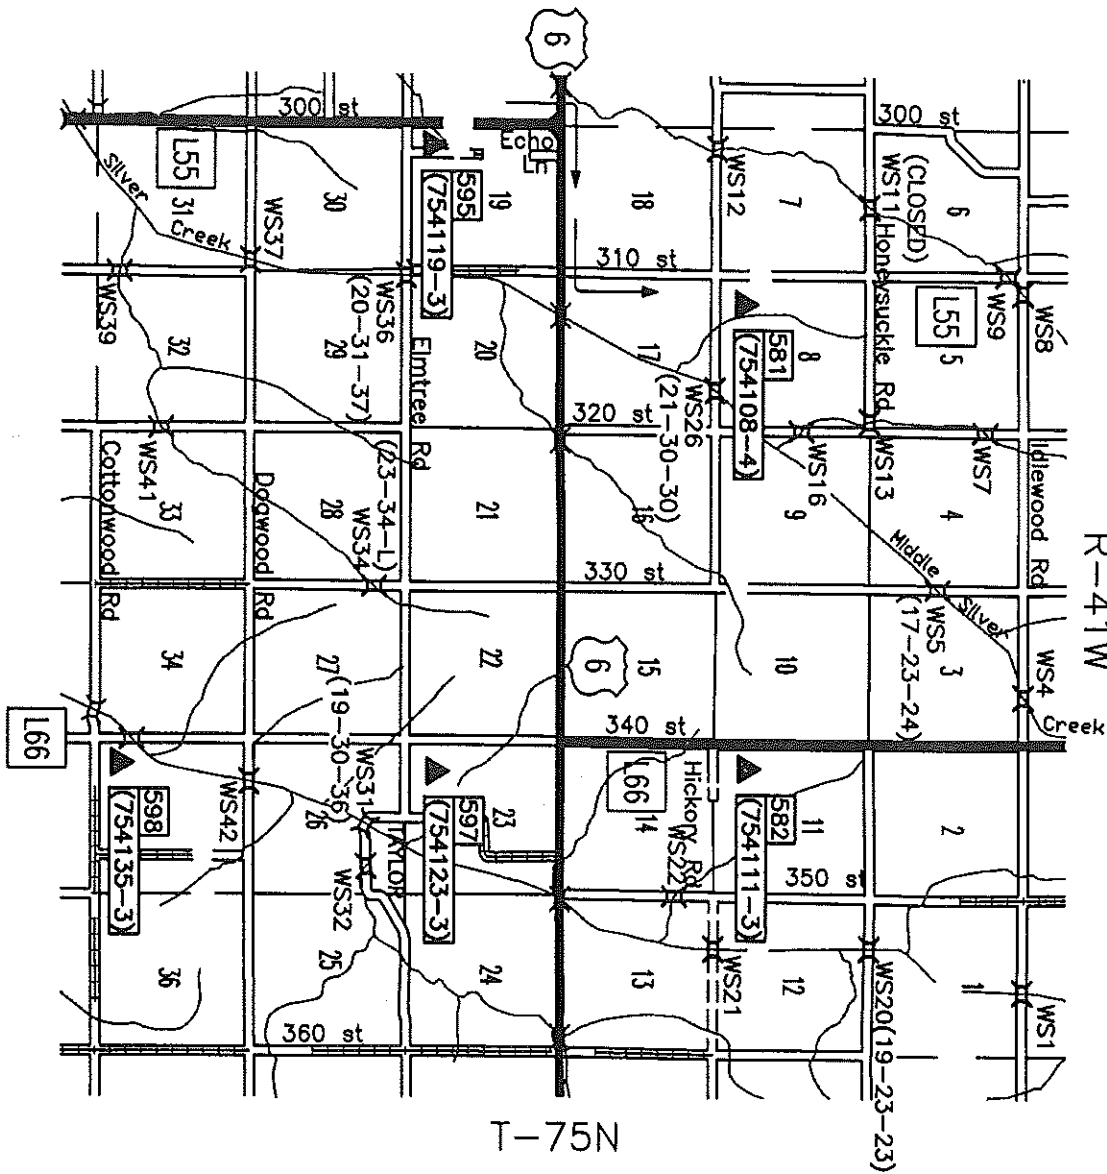 6
300 st
300 st
L55
Echo
Ln
WS12
WS11
(CLOSED)
6
Silver
31
30
595
(754119-3)
19
18
7
Honeysuckle Rd
Creek
WS37
310 st
L55
WS9
WS8
WS39
WS36
(20-31-37)
Elmtree Rd
581
(754108-4)
8
5
32
29
20
17
WS26
(21-30-30)
320 st
WS16
WS13
WS7
Idlewood Rd
WS41
Cottonwood Rd
Dogwood Rd
(23-34-L)
WS34
33
28
21
16
9
4
R-41W
330 st
Middle
Silver
WS5
(17-23-24)
WS4
Creek
34
27
(19-30-36)
22
6
15
10
3
340 st
L66
L66
WS31
Hickory Rd
598
(754135-3)
WS42
26
TAYLOR
597
(754123-3)
23
14
582
(754111-3)
11
2
WS32
WS22
350 st
36
25
24
13
WS21
12
WS20(19-23-23)
1
WS1
360 st
T-75N